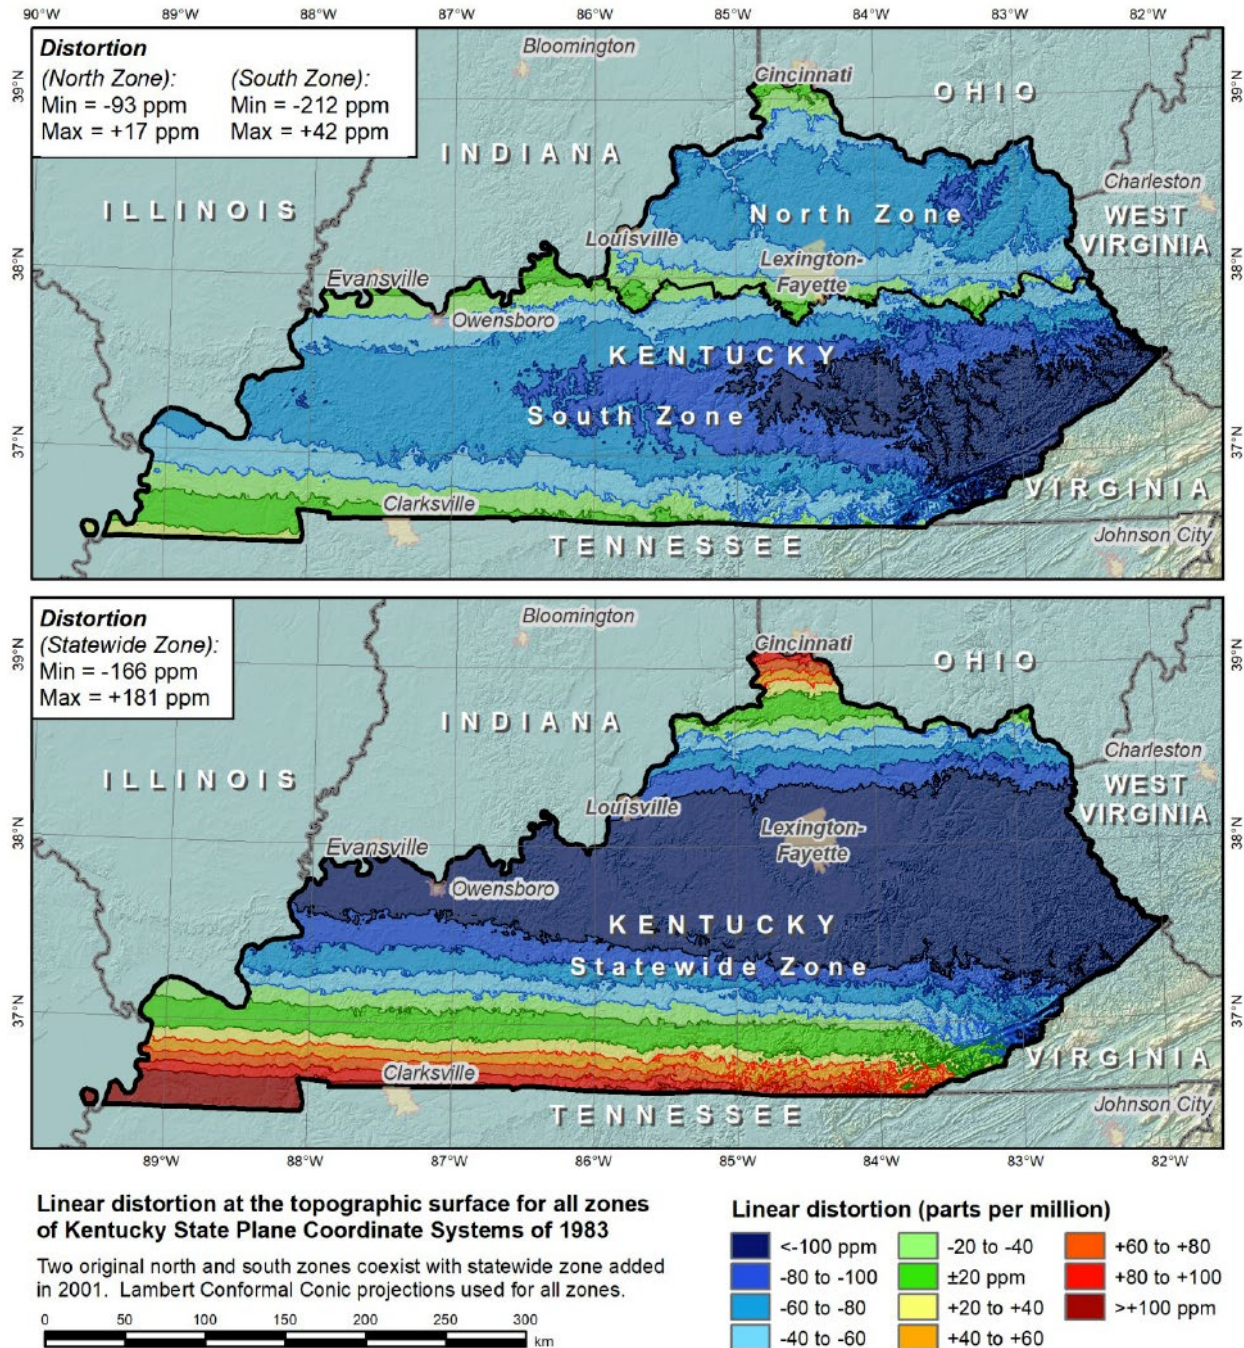 90°W 89°W 88°W 87°W 86°W 85°W 84°W 83°W 82°W
Distortion
(North Zone): (South Zone):
Min = -93 ppm Min = -212 ppm
Max = +17 ppm Max = +42 ppm
Bloomington
Cincinnati
OHIO
39°N 39°N
INDIANA
ILLINOIS
Charleston
WEST
VIRGINIA
North Zone
Louisville
Lexington-
Fayette
38°N 38°N
Evansville
Owensboro
KENTUCKY
South Zone
37°N 37°N
VIRGINIA
Clarksville
TENNESSEE
Johnson City
Distortion
(Statewide Zone):
Min = -166 ppm
Max = +181 ppm
Bloomington
Cincinnati
OHIO
39°N 39°N
INDIANA
ILLINOIS
Charleston
WEST
VIRGINIA
Louisville
Lexington-
Fayette
38°N 38°N
Evansville
Owensboro
KENTUCKY
Statewide Zone
37°N 37°N
VIRGINIA
Clarksville
TENNESSEE
Johnson City
89°W 88°W 87°W 86°W 85°W 84°W 83°W 82°W
Linear distortion at the topographic surface for all zones
of Kentucky State Plane Coordinate Systems of 1983
Two original north and south zones coexist with statewide zone added
in 2001. Lambert Conformal Conic projections used for all zones.
0 50 100 150 200 250 300
km
Linear distortion (parts per million)
<-100 ppm -20 to -40 +60 to +80
-80 to -100 ±20 ppm +80 to +100
-60 to -80 +20 to +40 >+100 ppm
-40 to -60 +40 to +60